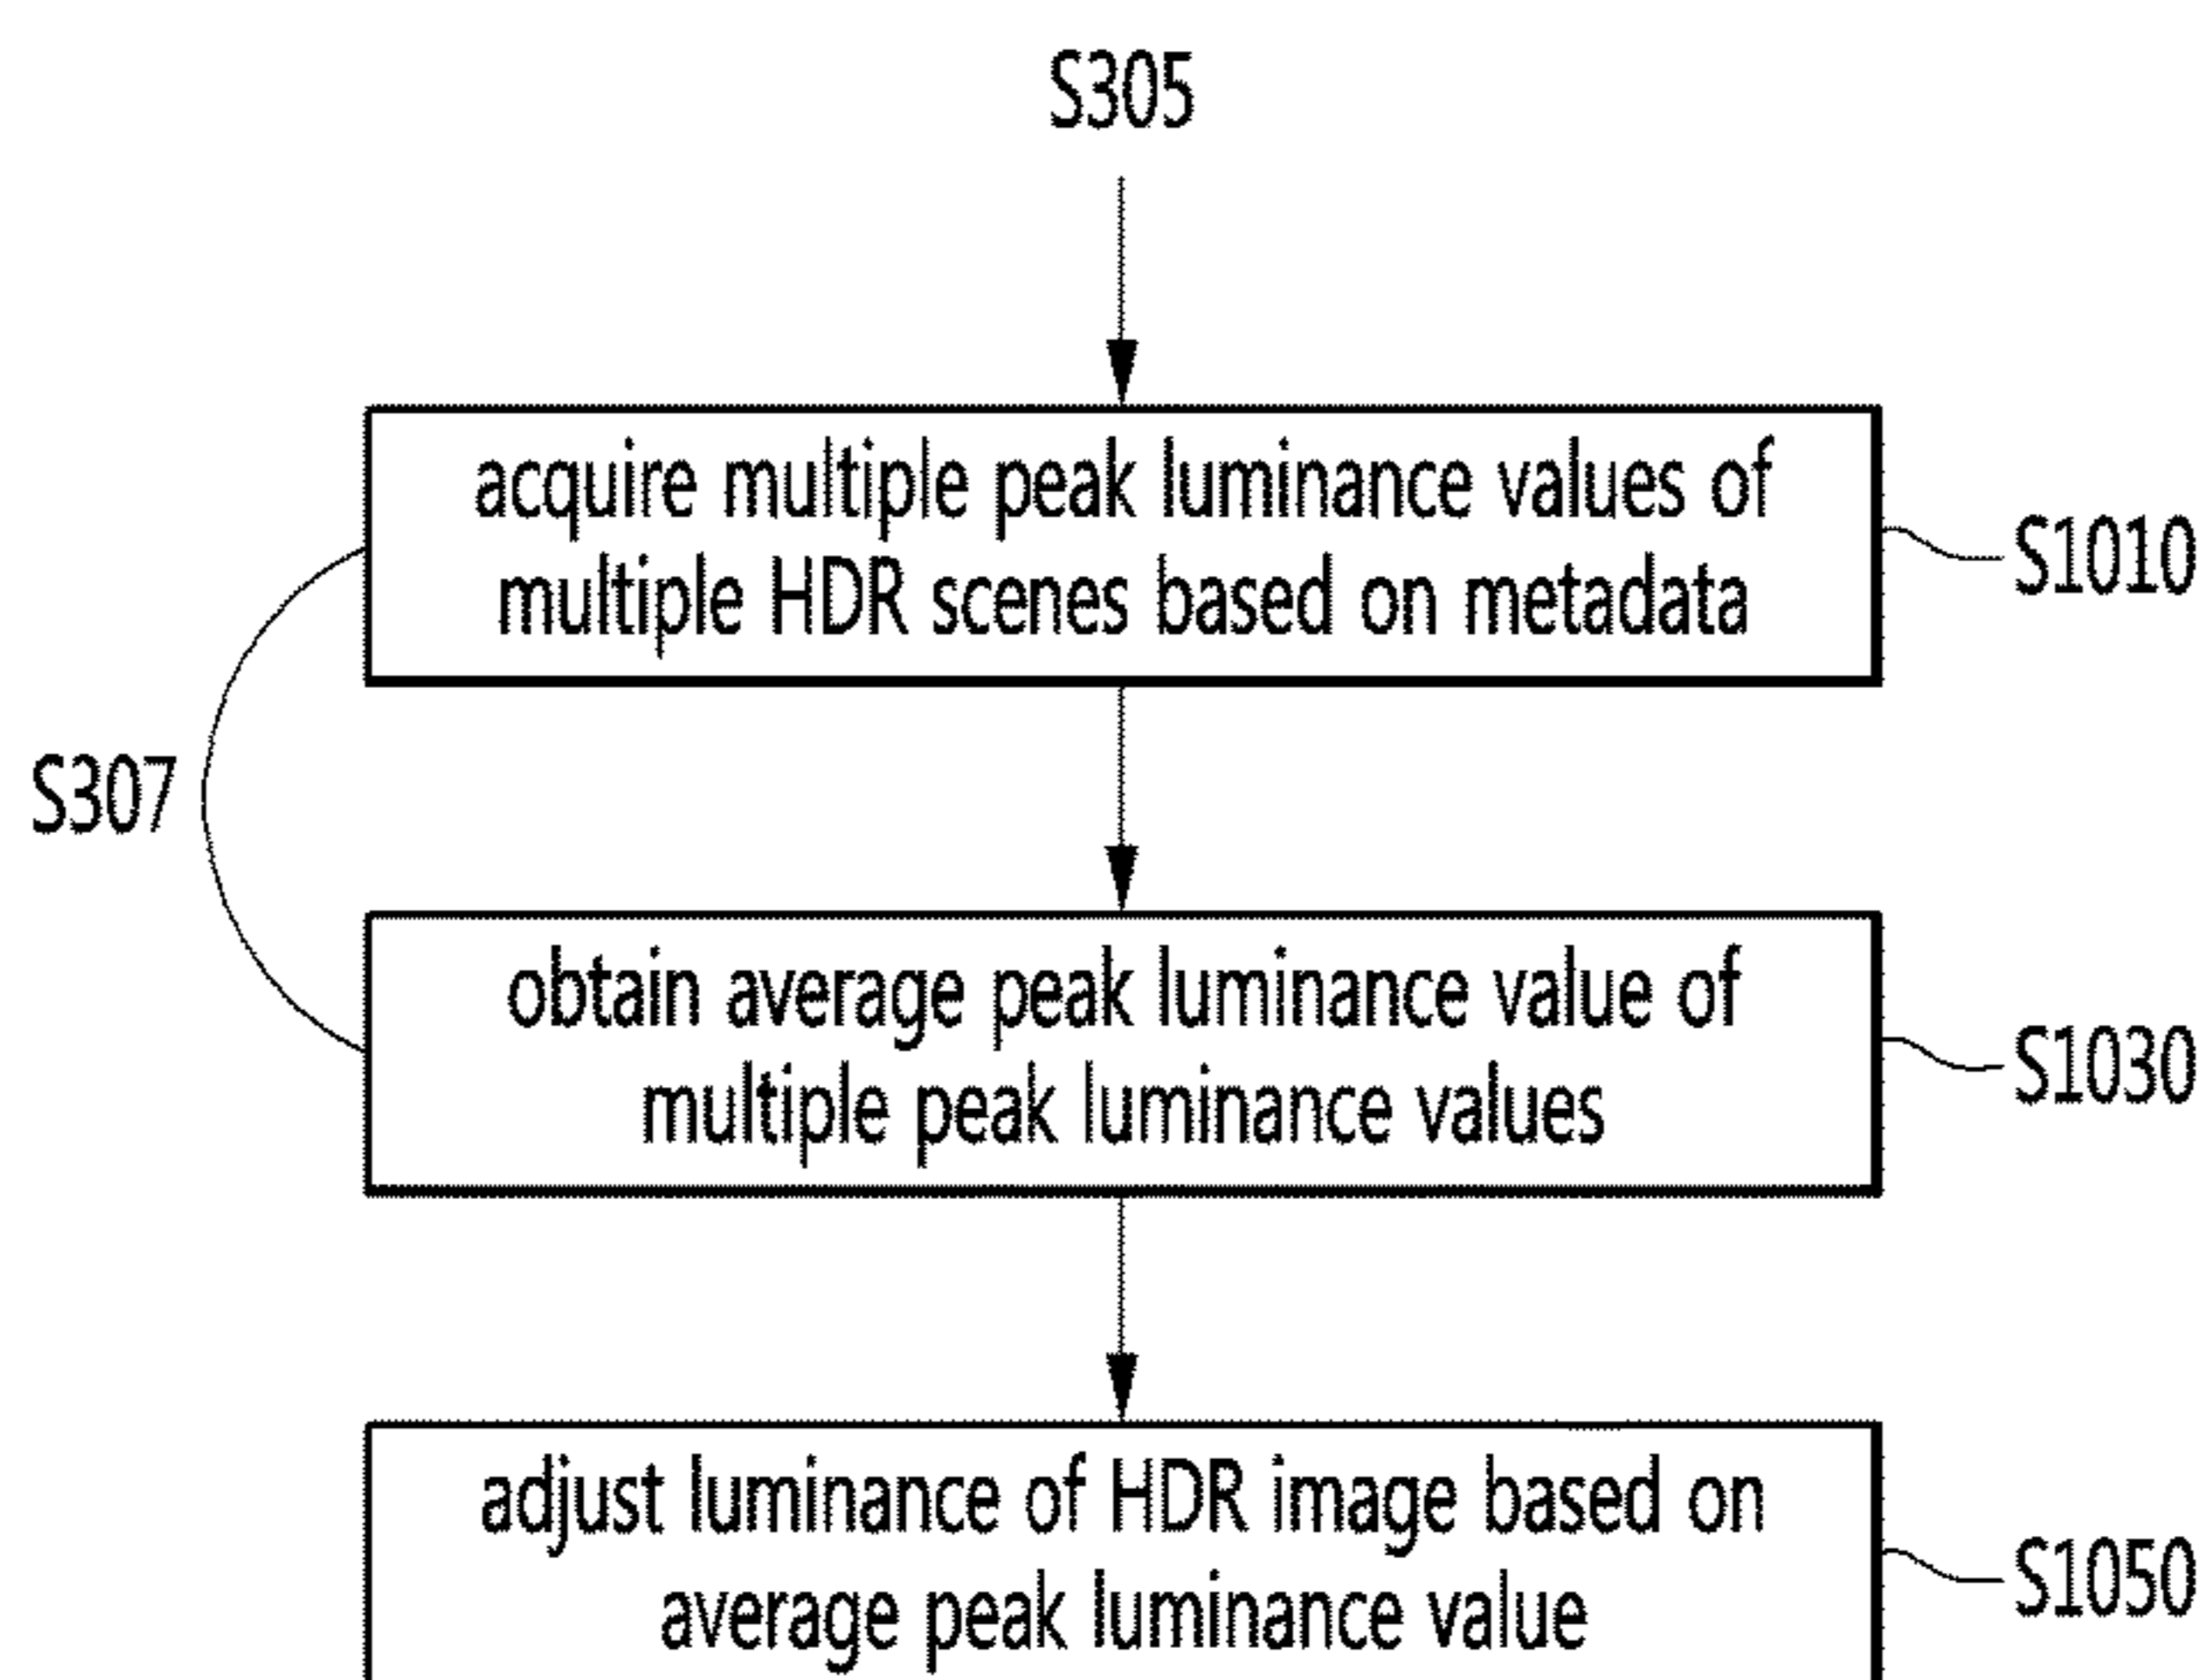 S305
acquire multiple peak luminance values of
multiple HDR scenes based on metadata
S1010
S307
obtain average peak luminance value of
multiple peak luminance values
S1030
adjust luminance of HDR image based on
average peak luminance value
S1050